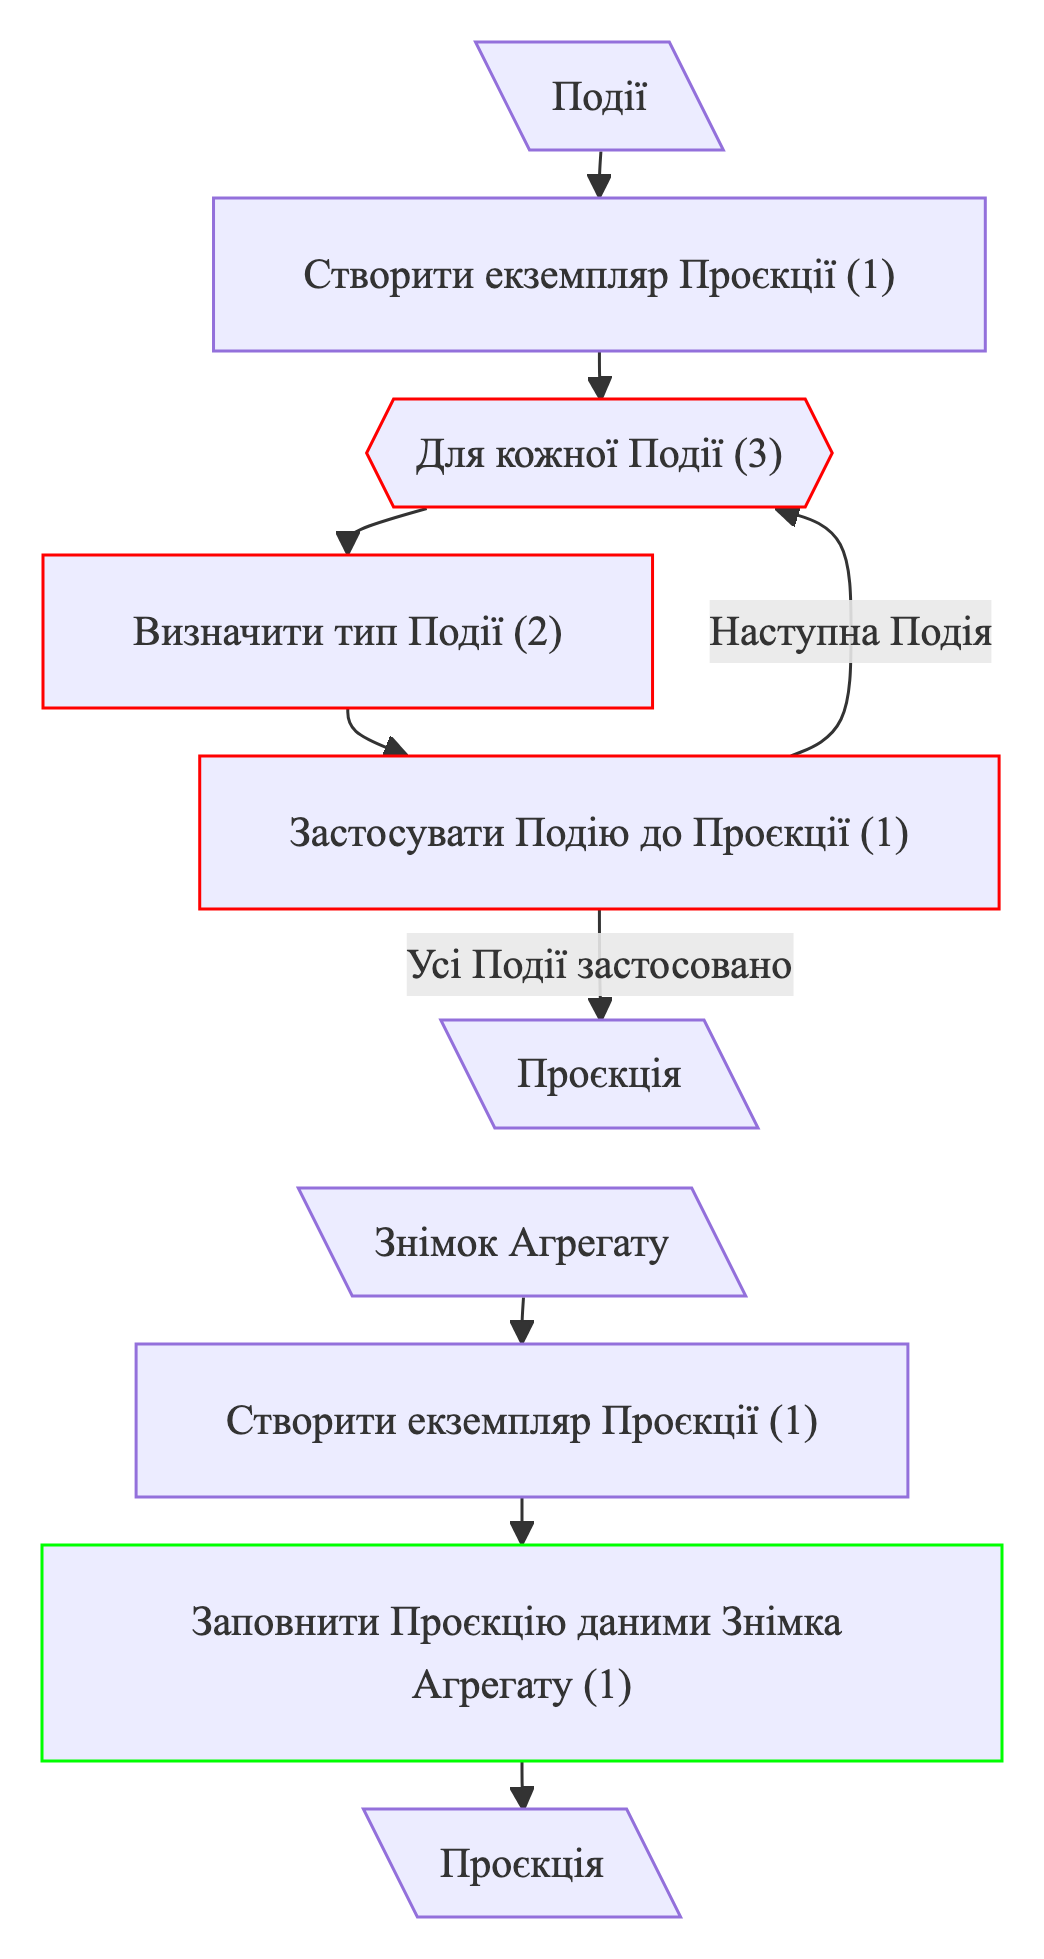 Події
Створити екземпляр Проєкції (1)
Для кожної Події (3)
Визначити тип Події (2)
Наступна Подія
Застосувати Подію до Проєкції (1)
Усі Події застосовано
Проєкція
Знімок Агрегату
Створити екземпляр Проєкції (1)
Заповнити Проєкцію даними Знімка
Агрегату (1)
Проєкція